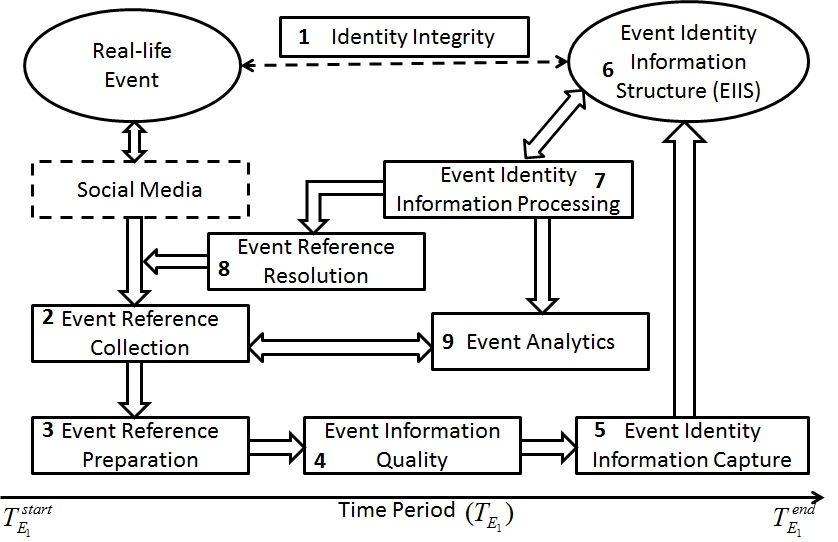 1 Identity Integrity
Real-life
Event
Event Identity
Information
6
Structure (EIIS)
Social Media
Event Identity 7
Information Processing
Event Reference
8 Resolution
2 Event Reference
Collection
9 Event Analytics
3 Event Reference
Preparation
Event Information
4 Quality
5 Event Identity
Information Capture
T_{E_1}^{start}
Time Period (T_{E_1})
T_{E_1}^{end}